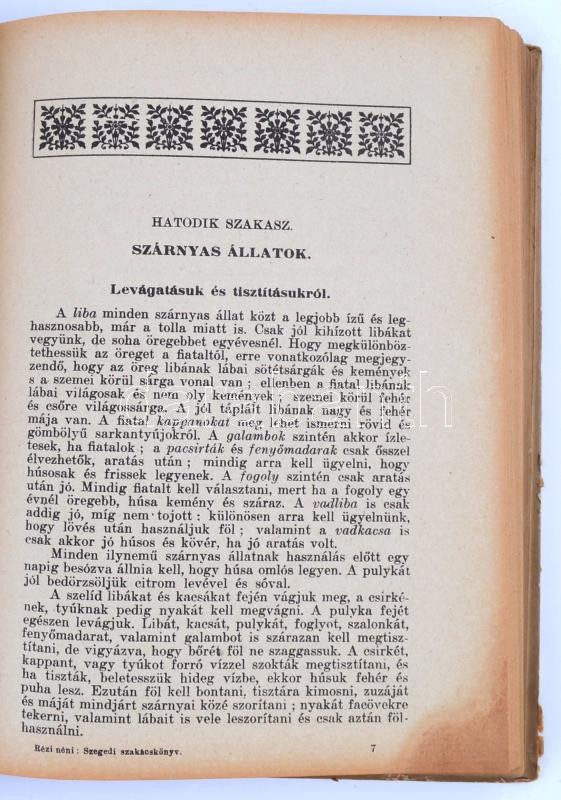 HATODIK SZAKASZ.
SZÁRNYAS ÁLLATOK.
Levágatásuk és tisztításukról.
A liba minden szárnyas állat közt a legjobb ízű és leg-
hasznosabb, már a tolla miatt is. Csak jól kihízott libákat
vegyünk, de soha öregebbet egyévesnél. Hogy megkülönböz-
tethessük az öreget a fiataltól, erre vonatkozólag megjegy-
zendő, hogy az öreg libának lábai sötétsárgák és kemények
s a szemei körül sárga vonal van ; ellenben a fiatal libának
lábai világosak és nem oly kemények , szemei körül fehér
és csőre világossárga. A jól táplált libának nagy és fehér
mája van. A fiatal kappanokat meg lehet ismerni rövid és
gömbölyű sarkantyújokról. A galambok szintén akkor ízle-
tesek, ha fiatalok ; a pacsirták és fenyőmadarak csak ősszel
élvezhetők, aratás után ; mindig arra kell ügyelni, hogy
húsosak és frissek legyenek. A fogoly szintén csak aratás
után jó. Mindig fiatalt kell választani, mert ha a fogoly egy
évnél öregebb, húsa kemény és száraz. A vadliba is csak
addig jó, míg nem tojott : különösen arra kell ügyelnünk,
hogy lövés után használjuk föl ; valamint a vadkacsa is
csak akkor jó húsos és kövér, ha jó aratás volt.
Minden ilynemű szárnyas állatnak használás előtt egy
napig besózva állnia kell, hogy húsa omlós legyen. A pulykát
jól bedörzsöljük citrom levével és sóval.
A szelíd libákat és kacsákat fején vágjuk meg, a csirké-
nek, tyúknak pedig nyakát kell megvágni. A pulyka fejét
egészen levágjuk. Libát, kacsát, pulykát, foglyot, szalonkát,
fenyőmadarat, valamint galambot is szárazan kell megtisz-
títani, de vigyázva, hogy bőrét föl ne szaggassuk. A csirkét,
kappant, vagy tyúkot forró vízzel szokták megtisztítani, és
ha tiszták, beletesszük hideg vízbe, ekkor húsuk fehér és
puha lesz. Ezután föl kell bontani, tisztára kimosni, zuzáját
és máját mindjárt szárnyai közé szorítani ; nyakát facövekre
tekerni, valamint lábait is vele leszorítani és csak aztán föl-
használni.
Rézi néni : Szegedi szakácskönyv. 7